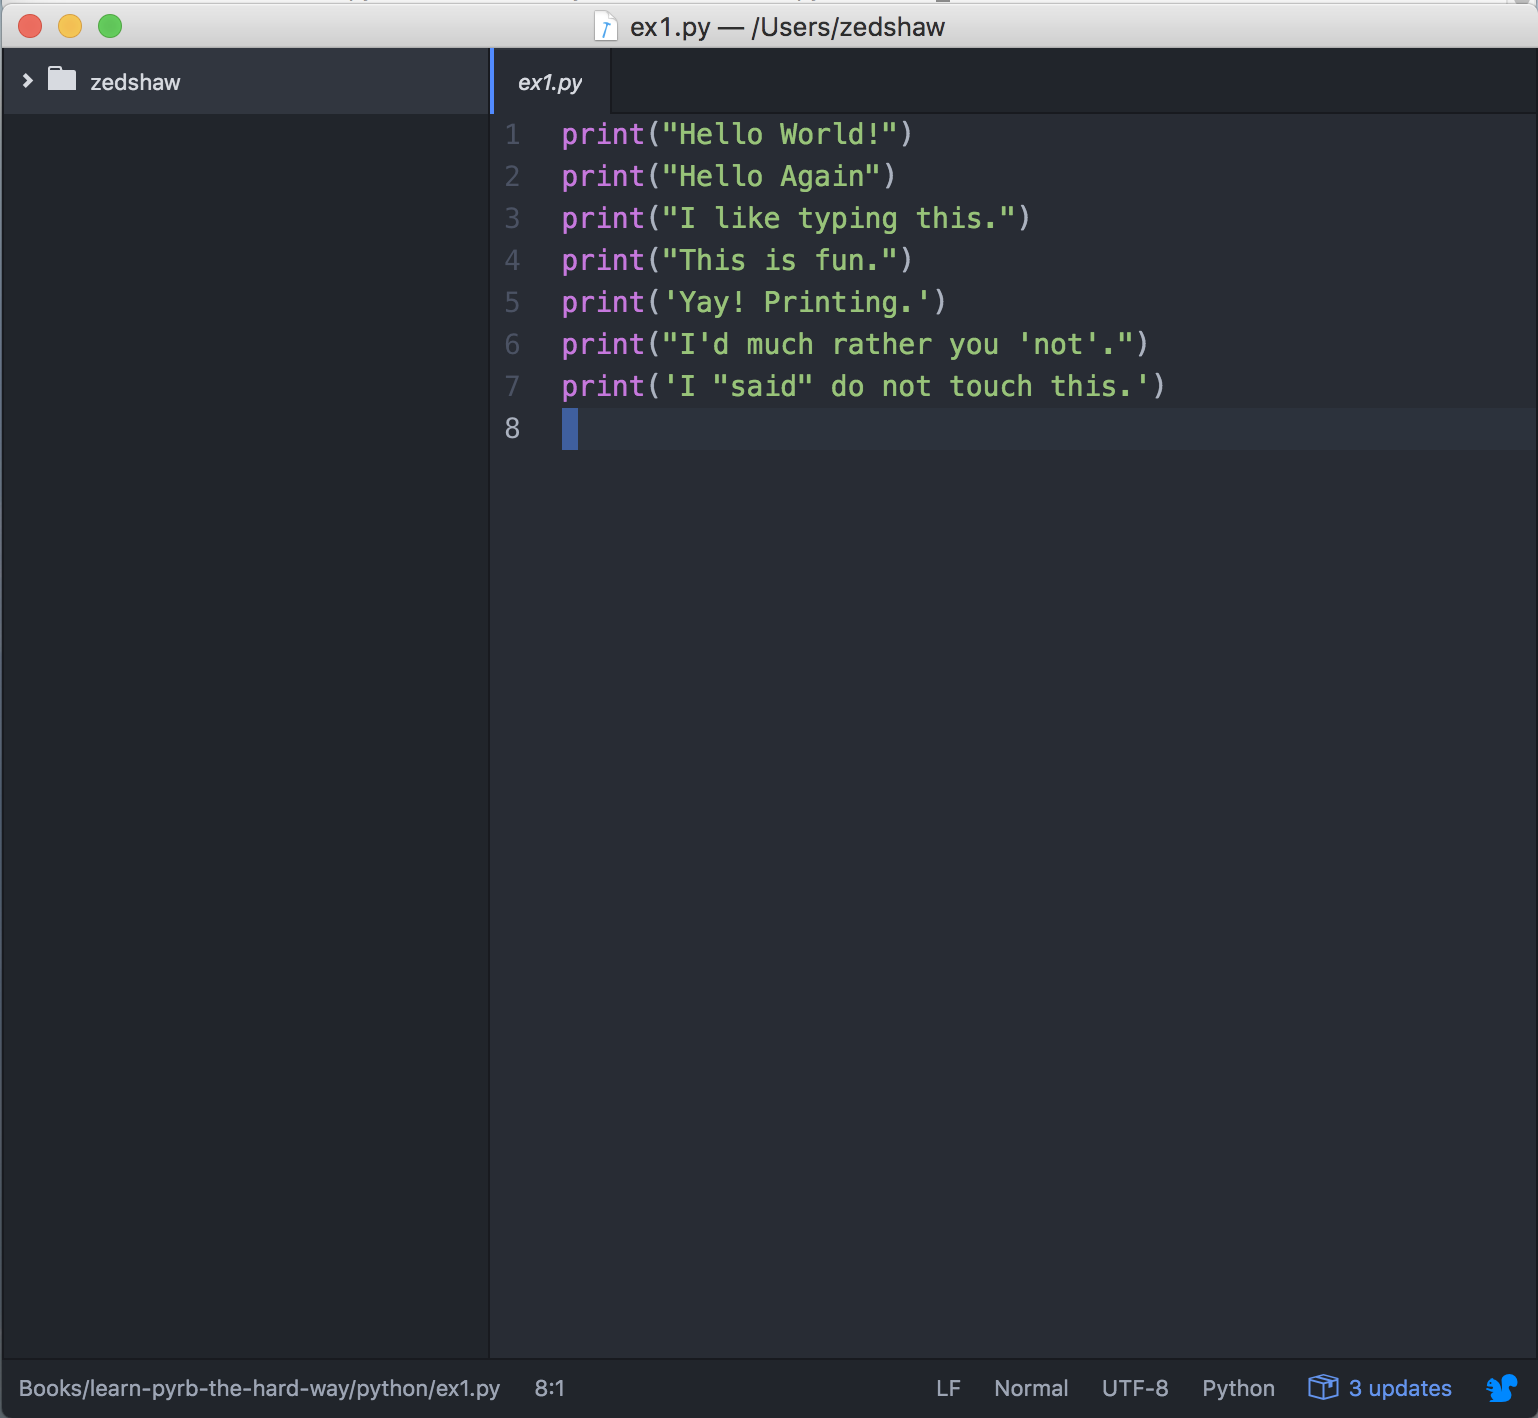 ex1.py — /Users/zedshaw
zedshaw
ex1.py
1 print("Hello World!")
2 print("Hello Again")
3 print("I like typing this.")
4 print("This is fun.")
5 print('Yay! Printing.')
6 print("I'd much rather you 'not'.")
7 print('I "said" do not touch this.')
8
Books/learn-pyrb-the-hard-way/python/ex1.py 8:1 LF Normal UTF-8 Python 3 updates